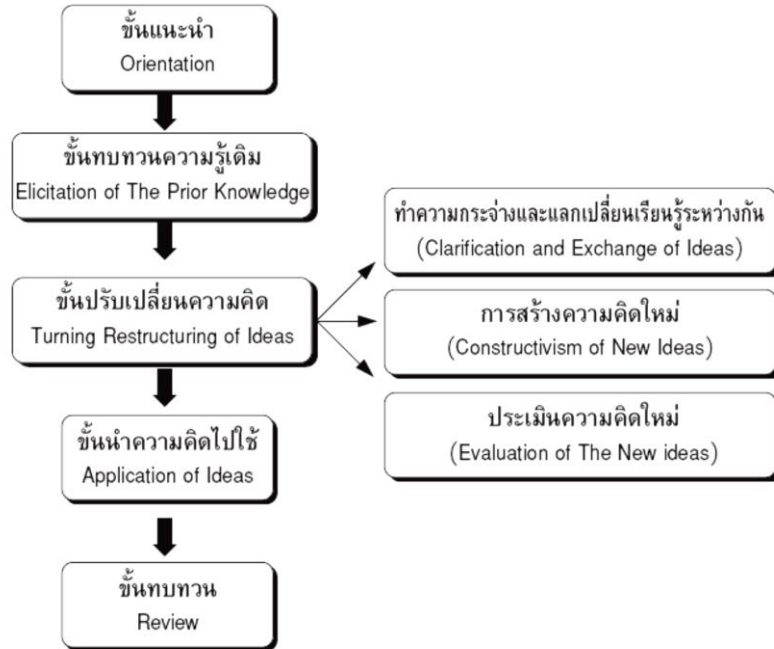 ขั้นแนะนำ
Orientation
ขั้นทบทวนความรู้เดิม
Elicitation of The Prior Knowledge
ขั้นปรับเปลี่ยนความคิด
Turning Restructuring of Ideas
ทำความกระจ่างและแลกเปลี่ยนเรียนรู้ระหว่างกัน
(Clarification and Exchange of Ideas)
การสร้างความคิดใหม่
(Constructivism of New Ideas)
ประเมินความคิดใหม่
(Evaluation of The New ideas)
ขั้นนำความคิดไปใช้
Application of Ideas
ขั้นทบทวน
Review